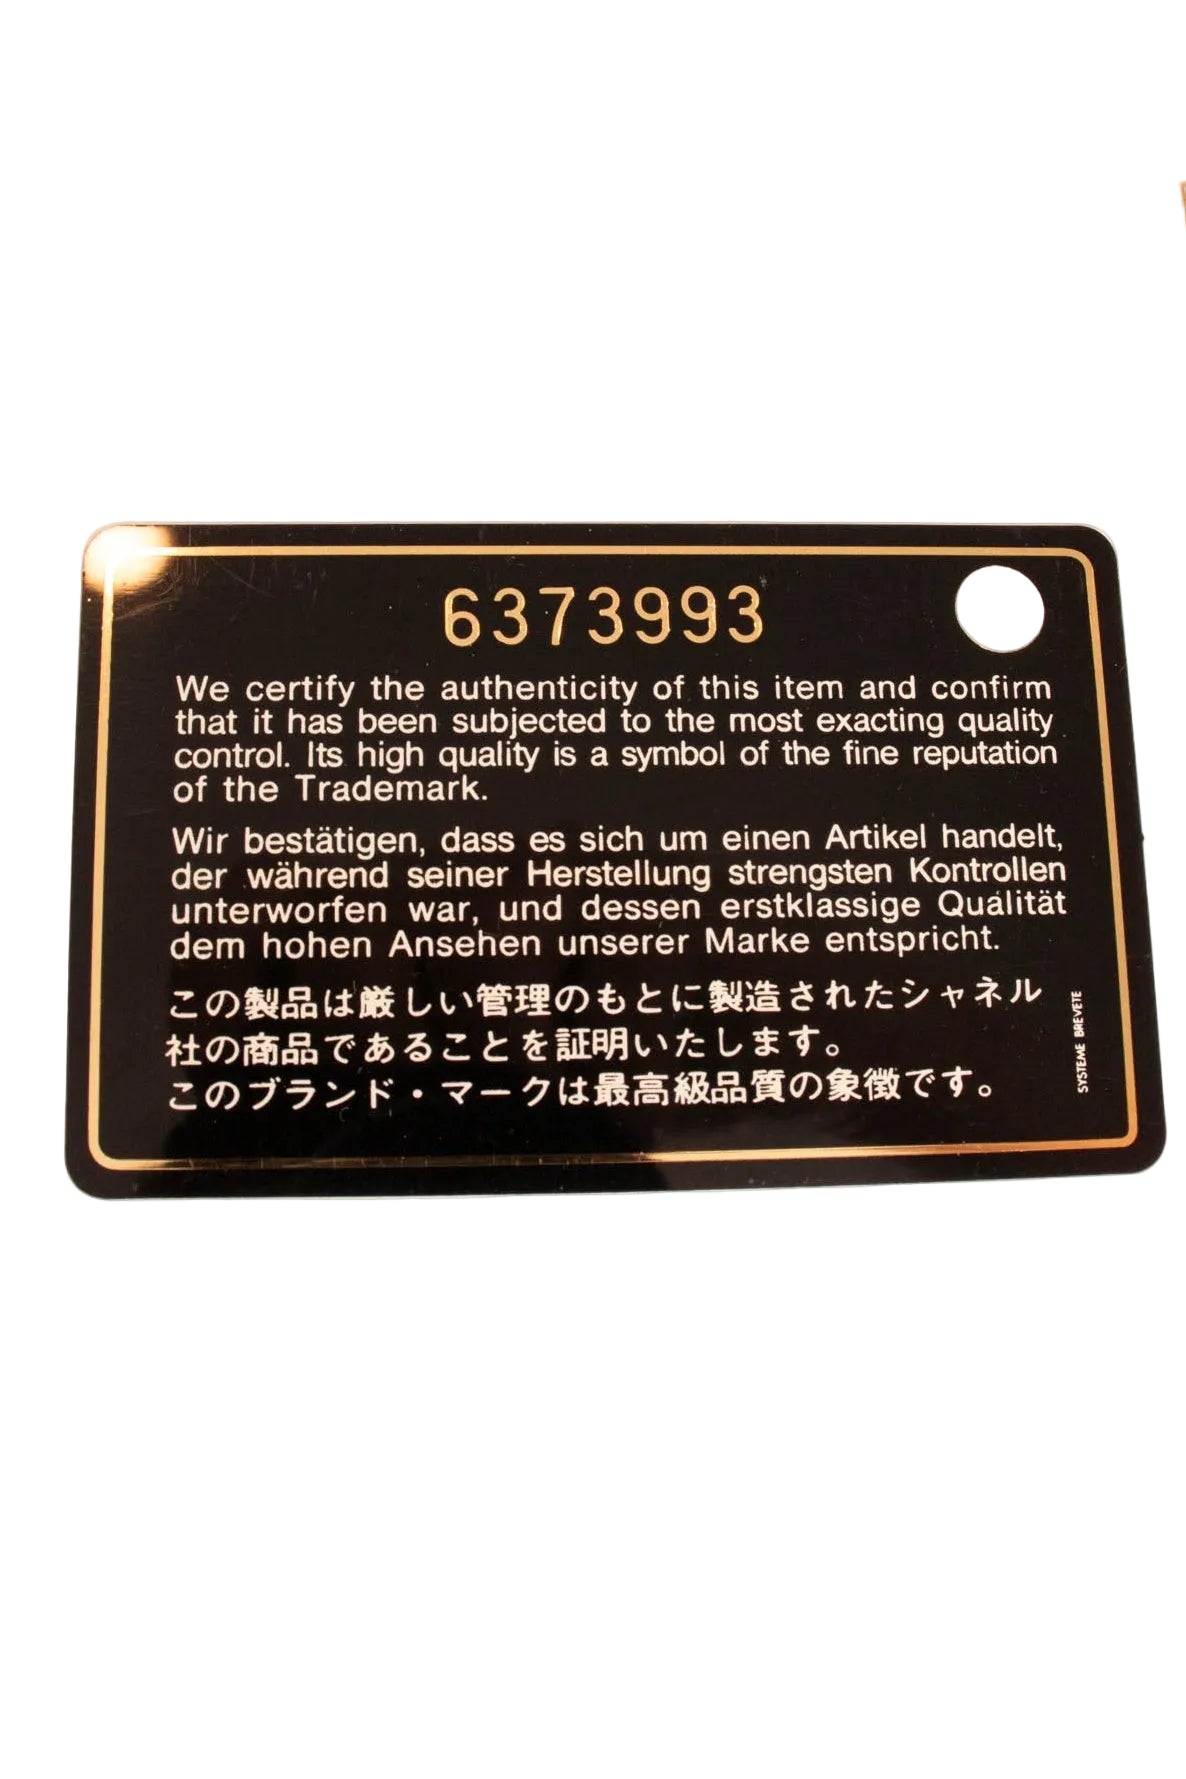 6373993
We certify the authenticity of this item and confirm
that it has been subjected to the most exacting quality
control. Its high quality is a symbol of the fine reputation
of the Trademark.
Wir bestätigen, dass es sich um einen Artikel handelt,
der während seiner Herstellung strengsten Kontrollen
unterworfen war, und dessen erstklassige Qualität
dem hohen Ansehen unserer Marke entspricht.
この製品は厳しい管理のもとに製造されたシャネル
社の商品であることを証明いたします。
このブランド・マークは最高級品質の象徴です。
SYSTEME BREVETE